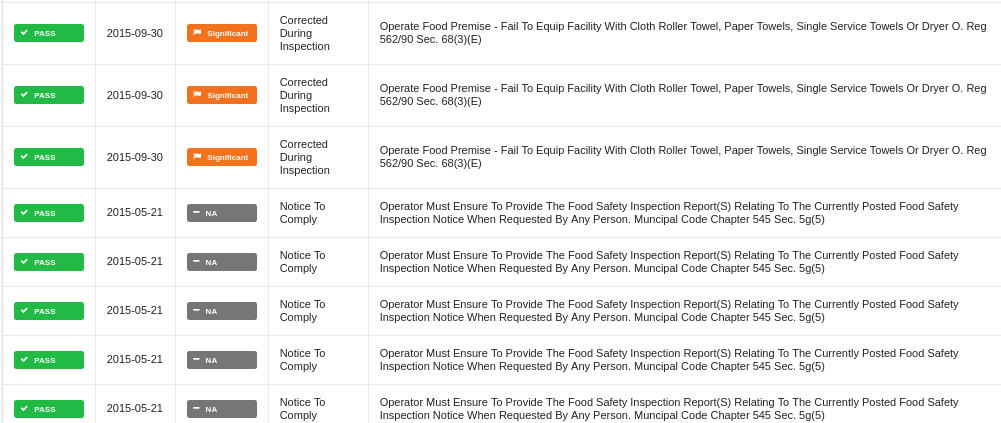 PASS
2015-09-30
Significant
Corrected
During
Inspection
Operate Food Premise - Fail To Equip Facility With Cloth Roller Towel, Paper Towels, Single Service Towels Or Dryer O. Reg
562/90 Sec. 68(3)(E)
PASS
2015-09-30
Significant
Corrected
During
Inspection
Operate Food Premise - Fail To Equip Facility With Cloth Roller Towel, Paper Towels, Single Service Towels Or Dryer O. Reg
562/90 Sec. 68(3)(E)
PASS
2015-09-30
Significant
Corrected
During
Inspection
Operate Food Premise - Fail To Equip Facility With Cloth Roller Towel, Paper Towels, Single Service Towels Or Dryer O. Reg
562/90 Sec. 68(3)(E)
PASS
2015-05-21
NA
Notice To
Comply
Operator Must Ensure To Provide The Food Safety Inspection Report(S) Relating To The Currently Posted Food Safety
Inspection Notice When Requested By Any Person. Muncipal Code Chapter 545 Sec. 5g(5)
PASS
2015-05-21
NA
Notice To
Comply
Operator Must Ensure To Provide The Food Safety Inspection Report(S) Relating To The Currently Posted Food Safety
Inspection Notice When Requested By Any Person. Muncipal Code Chapter 545 Sec. 5g(5)
PASS
2015-05-21
NA
Notice To
Comply
Operator Must Ensure To Provide The Food Safety Inspection Report(S) Relating To The Currently Posted Food Safety
Inspection Notice When Requested By Any Person. Muncipal Code Chapter 545 Sec. 5g(5)
PASS
2015-05-21
NA
Notice To
Comply
Operator Must Ensure To Provide The Food Safety Inspection Report(S) Relating To The Currently Posted Food Safety
Inspection Notice When Requested By Any Person. Muncipal Code Chapter 545 Sec. 5g(5)
PASS
2015-05-21
NA
Notice To
Comply
Operator Must Ensure To Provide The Food Safety Inspection Report(S) Relating To The Currently Posted Food Safety
Inspection Notice When Requested By Any Person. Muncipal Code Chapter 545 Sec. 5g(5)